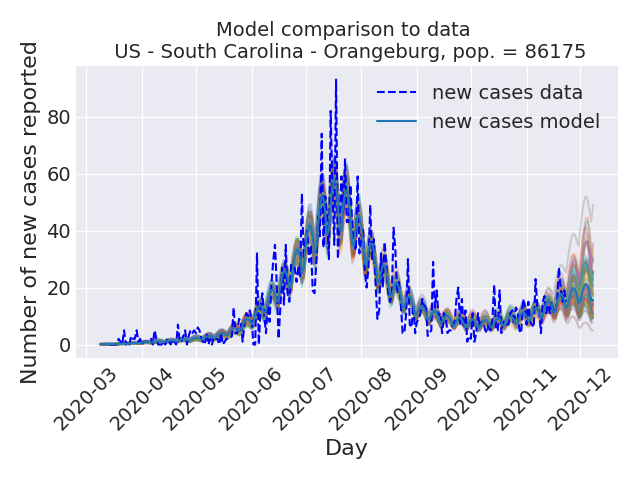 Model comparison to data
US - South Carolina - Orangeburg, pop. = 86175
Number of new cases reported
new cases data
new cases model
80
60
40
20
0
2020-03
2020-04
2020-05
2020-06
2020-07
2020-08
2020-09
2020-10
2020-11
2020-12
Day